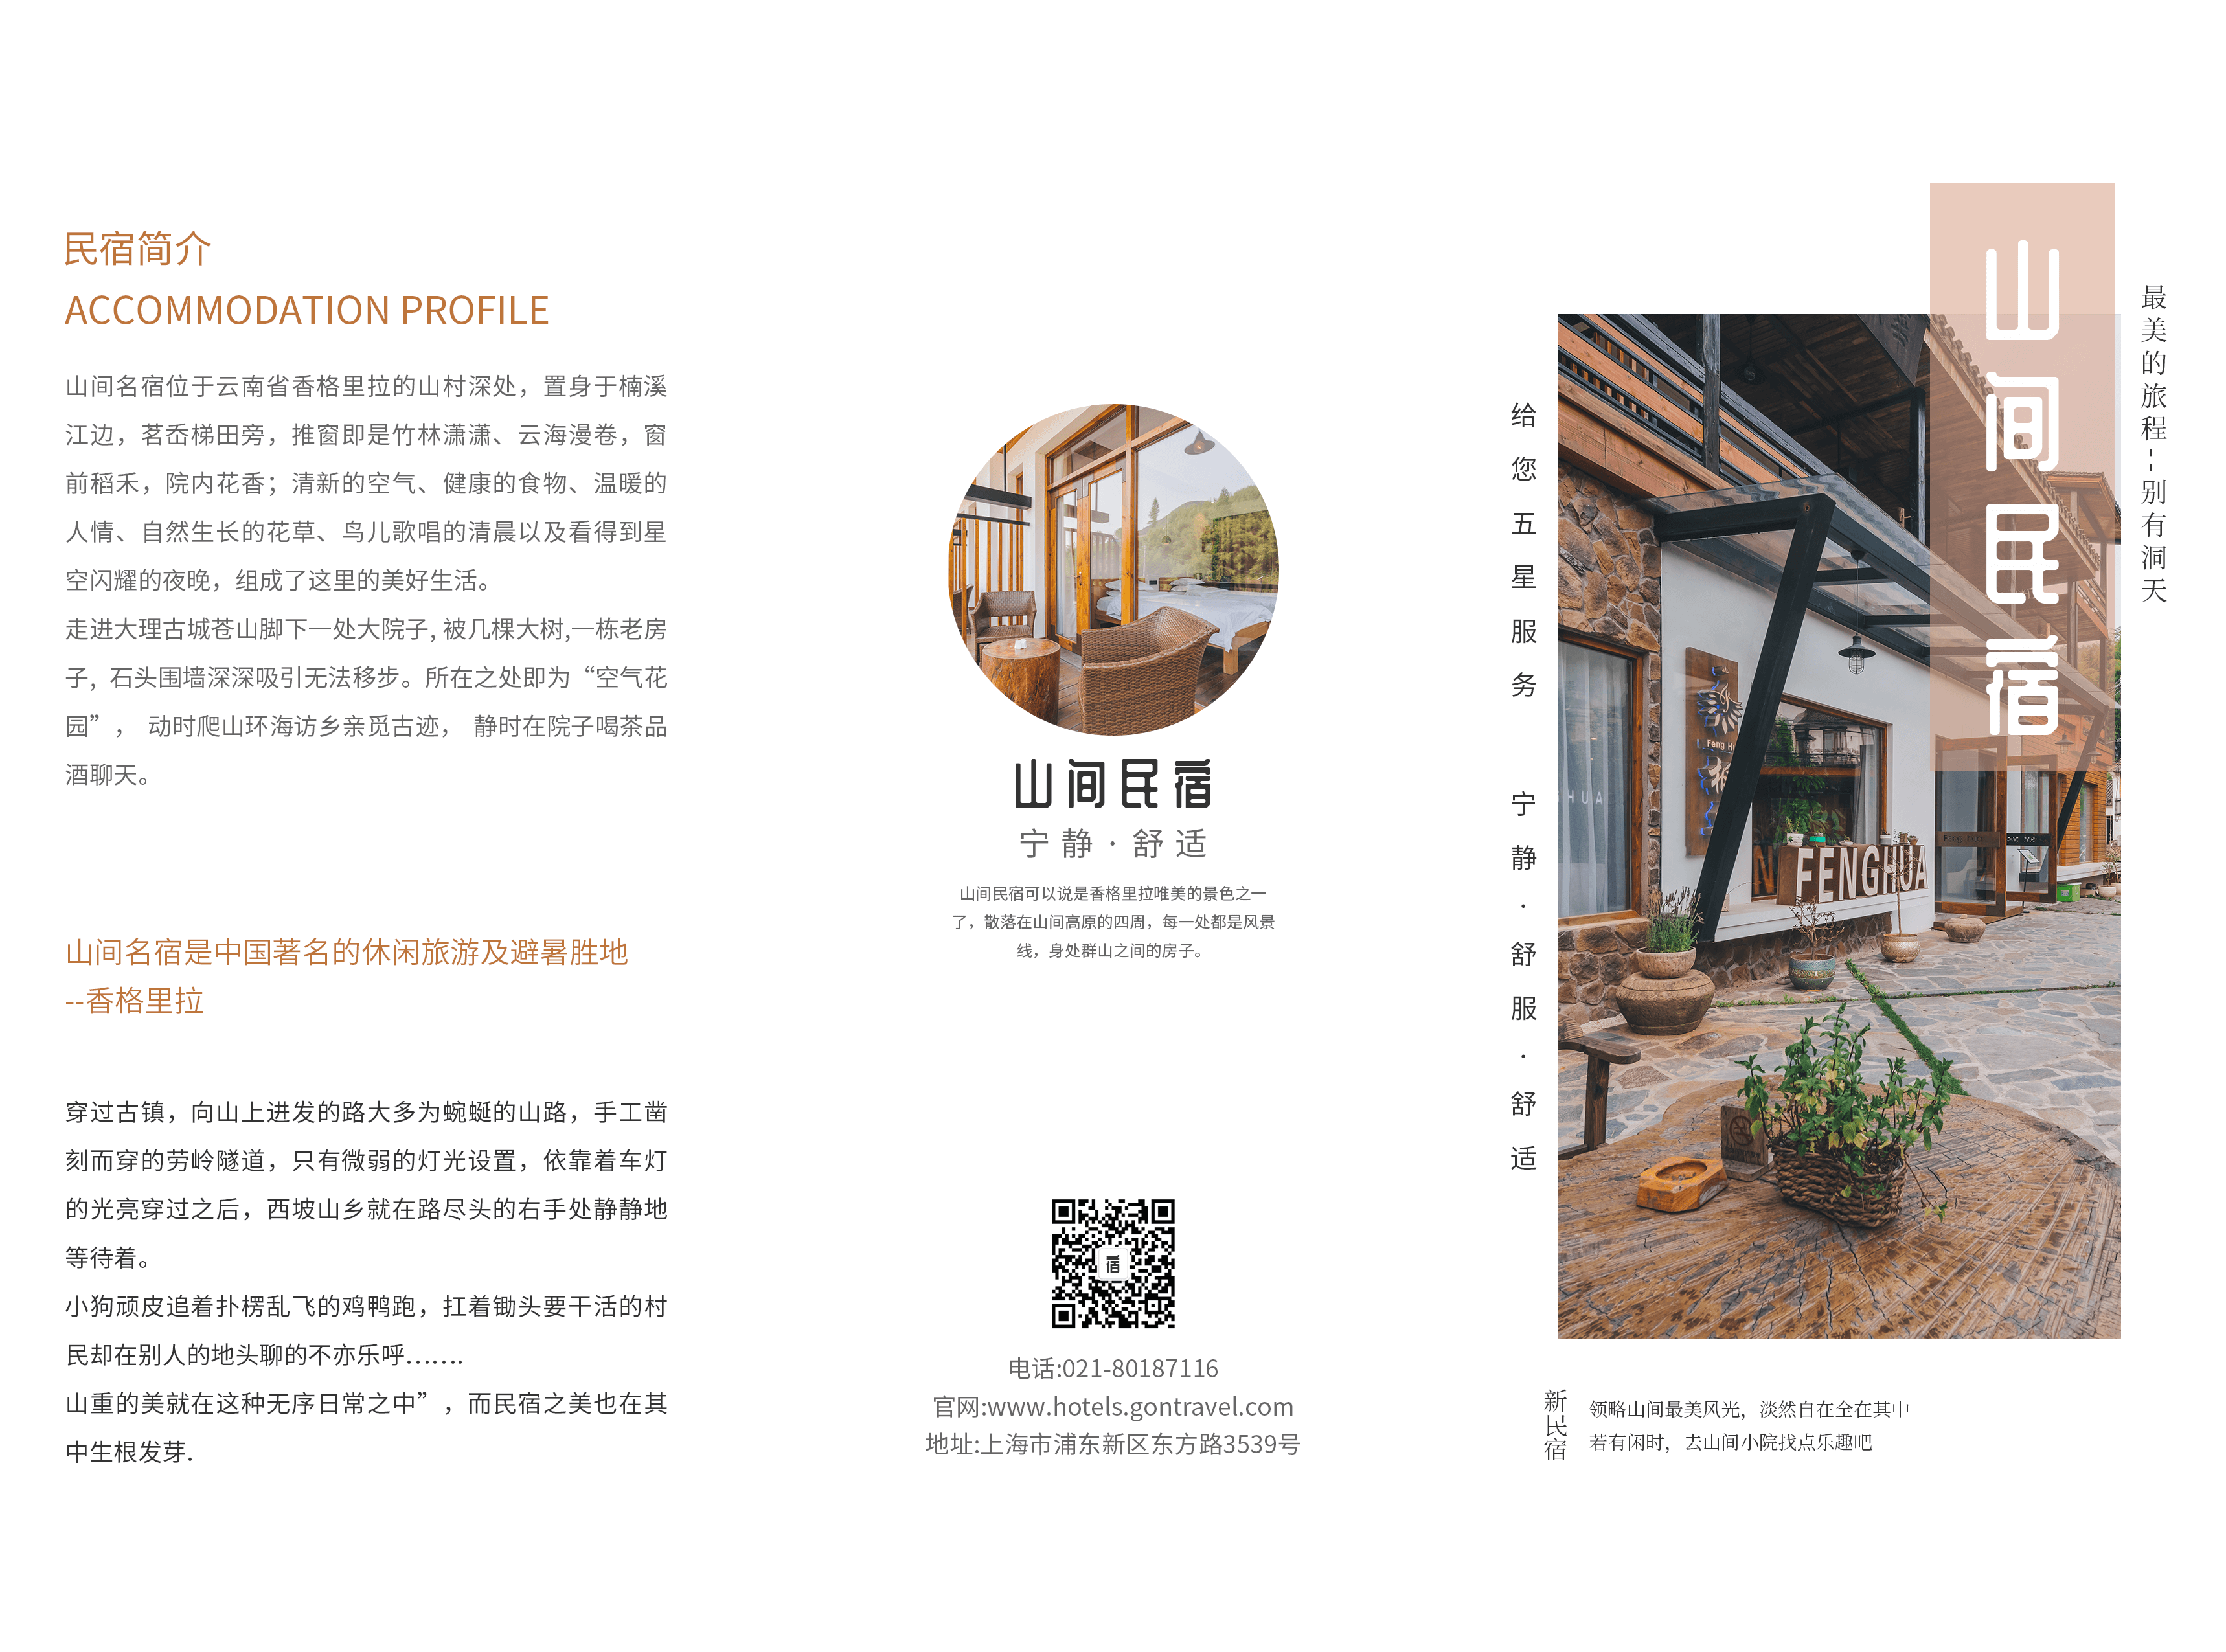 民宿简介
ACCOMMODATION PROFILE
山间名宿位于云南省香格里拉的山村深处，置身于楠溪
江边，茗岙梯田旁，推窗即是竹林潇潇、云海漫卷，窗
前稻禾，院内花香；清新的空气、健康的食物、温暖的
人情、自然生长的花草、鸟儿歌唱的清晨以及看得到星
空闪耀的夜晚，组成了这里的美好生活。
走进大理古城苍山脚下一处大院子, 被几棵大树,一栋老房
子, 石头围墙深深吸引无法移步。所在之处即为“空气花
园”， 动时爬山环海访乡亲觅古迹， 静时在院子喝茶品
酒聊天。
山间名宿是中国著名的休闲旅游及避暑胜地
--香格里拉
穿过古镇，向山上进发的路大多为蜿蜒的山路，手工凿
刻而穿的劳岭隧道，只有微弱的灯光设置，依靠着车灯
的光亮穿过之后，西坡山乡就在路尽头的右手处静静地
等待着。
小狗顽皮追着扑楞乱飞的鸡鸭跑，扛着锄头要干活的村
民却在别人的地头聊的不亦乐呼…….
山重的美就在这种无序日常之中”，而民宿之美也在其
中生根发芽.
山间民宿
宁静·舒适
山间民宿可以说是香格里拉唯美的景色之一
了，散落在山间高原的四周，每一处都是风景
线，身处群山之间的房子。
宿
电话:021-80187116
官网:www.hotels.gontravel.com
地址:上海市浦东新区东方路3539号
给您五星服务
宁静·舒服·舒适
山间民宿
最美的旅程--别有洞天
Feng Hu
HUA
FENGHUA
新民宿
领略山间最美风光，淡然自在全在其中
若有闲时，去山间小院找点乐趣吧